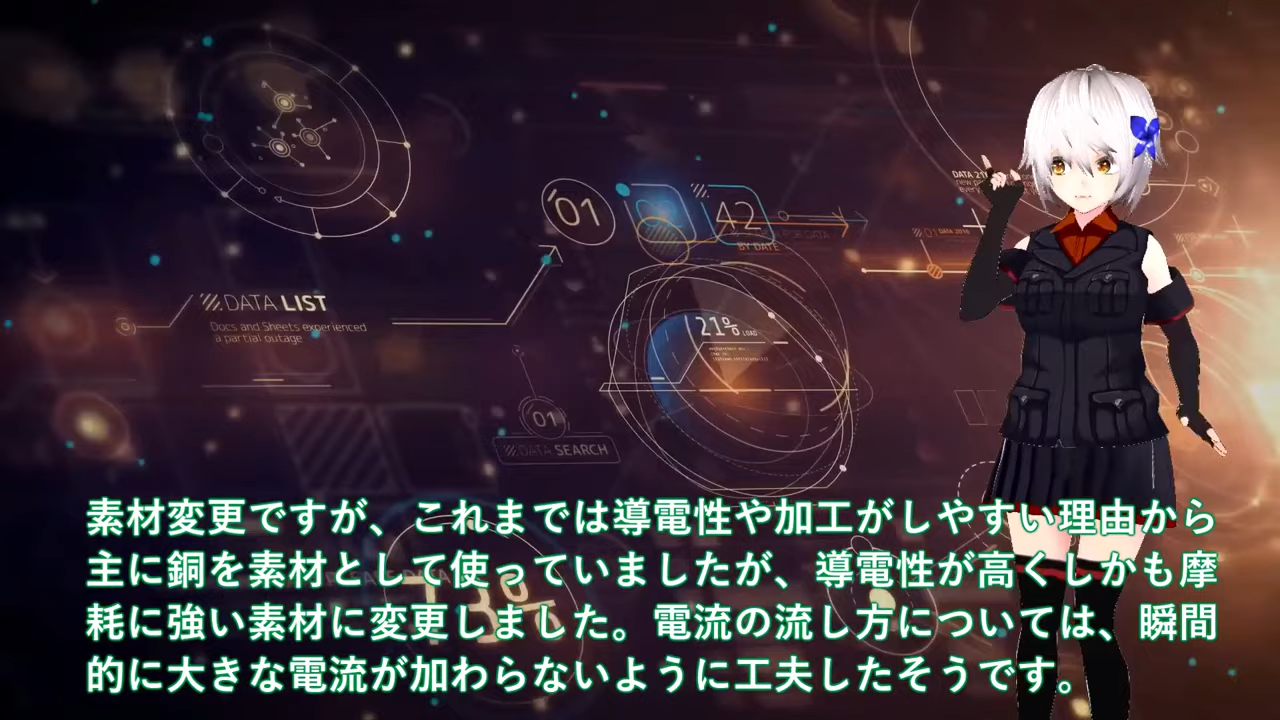 01
42
BY DATE
DATA LIST
Docs and Sheets experienced
a partial outage
21% LOAD
01
DATA SEARCH
素材変更ですが、これまでは導電性や加工がしやすい理由から
主に銅を素材として使っていましたが、導電性が高くしかも摩
耗に強い素材に変更しました。電流の流し方については、瞬間
的に大きな電流が加わらないように工夫したそうです。